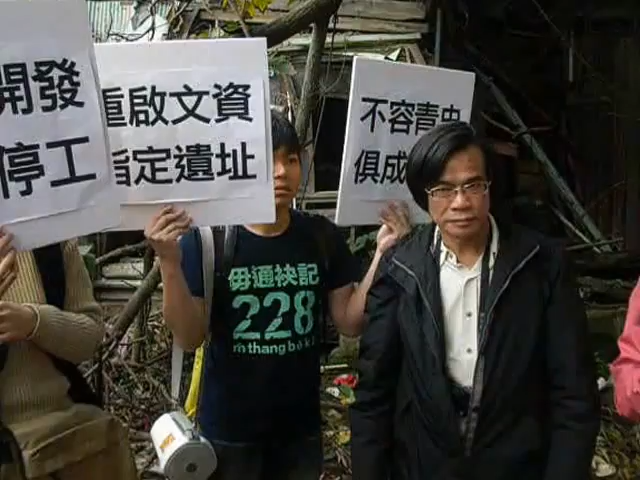 開發
停工
重啟文資
指定遺址
不容青史
俱成
毋通袂記
228
m̄ thang bē kì